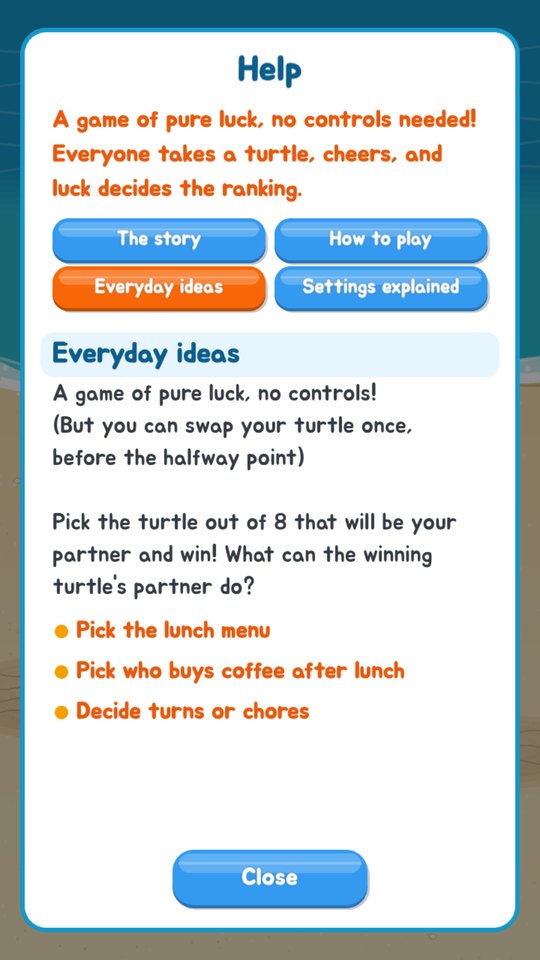 Help
A game of pure luck, no controls needed!
Everyone takes a turtle, cheers, and
luck decides the ranking.
The story
How to play
Everyday ideas
Settings explained
Everyday ideas
A game of pure luck, no controls!
(But you can swap your turtle once,
before the halfway point)
Pick the turtle out of 8 that will be your
partner and win! What can the winning
turtle's partner do?
Pick the lunch menu
Pick who buys coffee after lunch
Decide turns or chores
Close